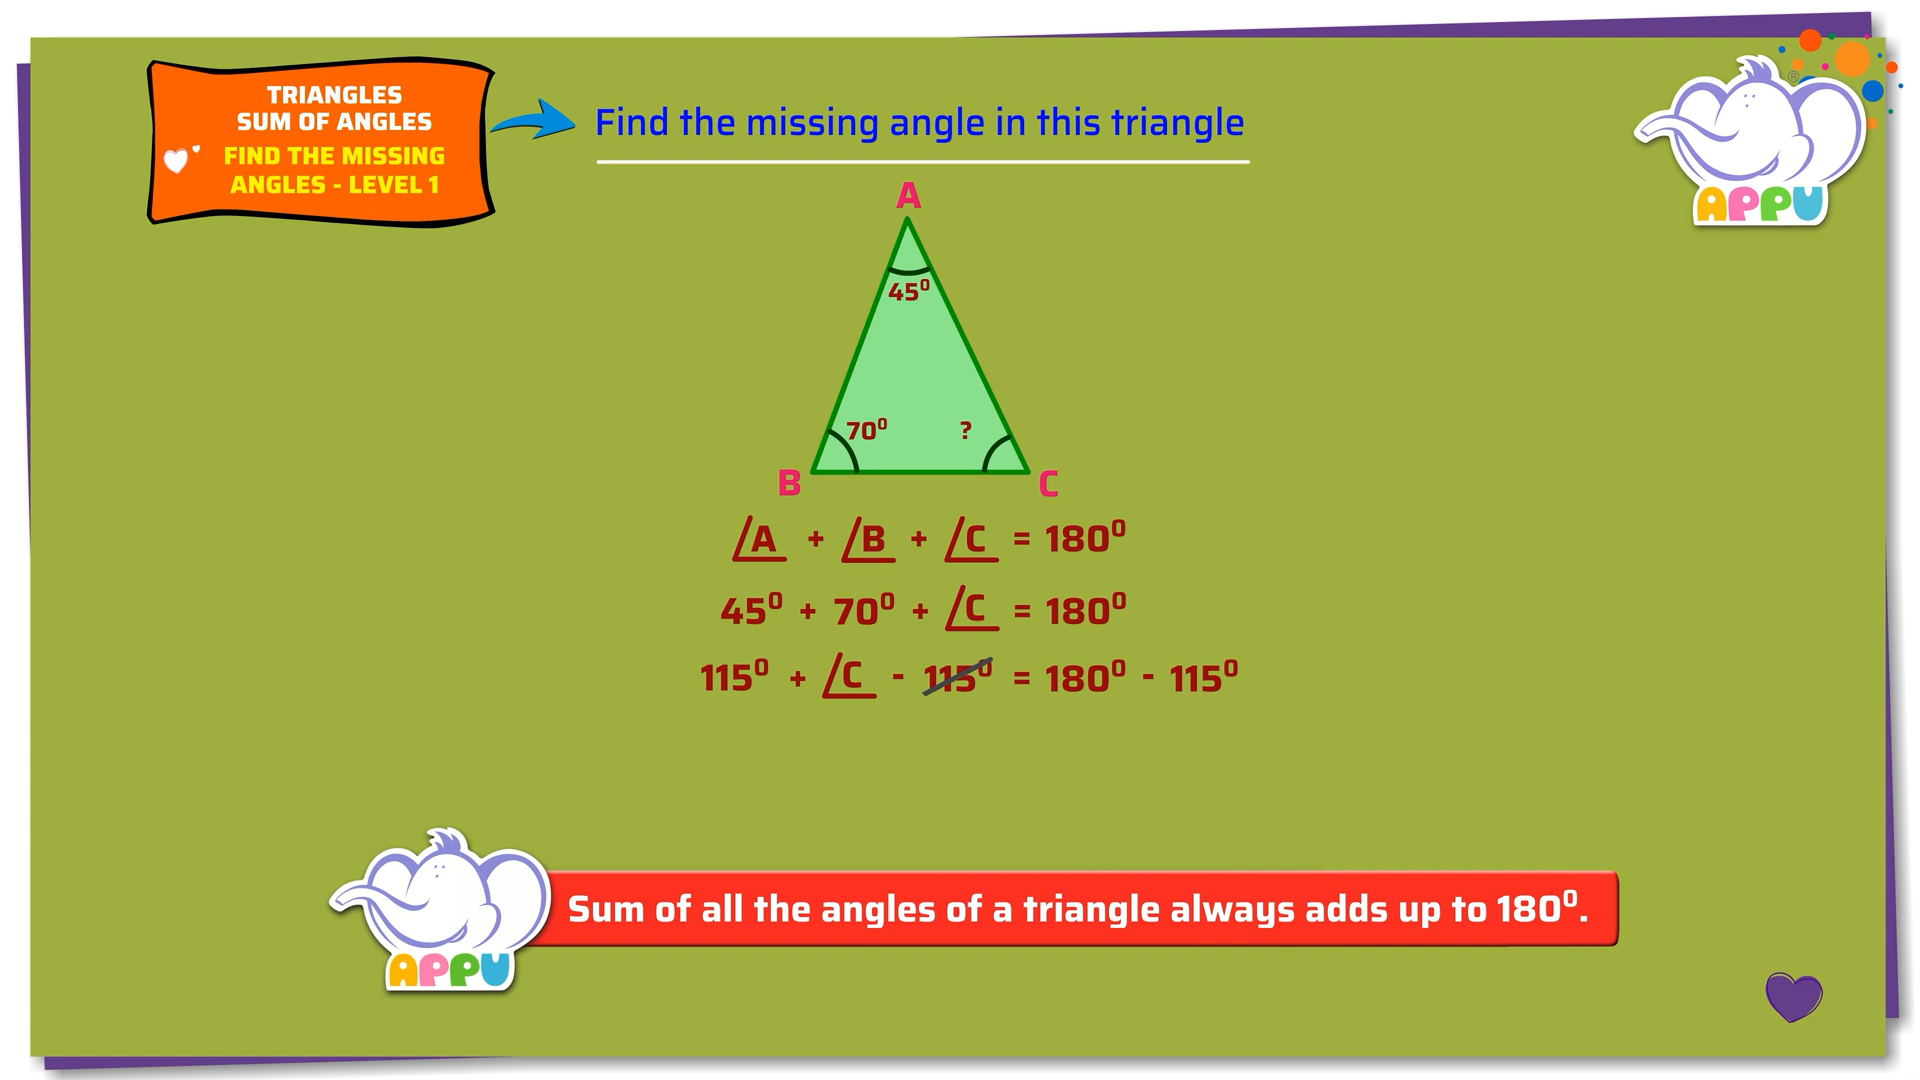 TRIANGLES
SUM OF ANGLES
FIND THE MISSING
ANGLES - LEVEL 1
Find the missing angle in this triangle
®
APPU
A
45⁰
70⁰ ?
B C
∠A + ∠B + ∠C = 180⁰
45⁰ + 70⁰ + ∠C = 180⁰
115⁰ + ∠C - 115⁰ = 180⁰ - 115⁰
Sum of all the angles of a triangle always adds up to 180⁰.
APPU